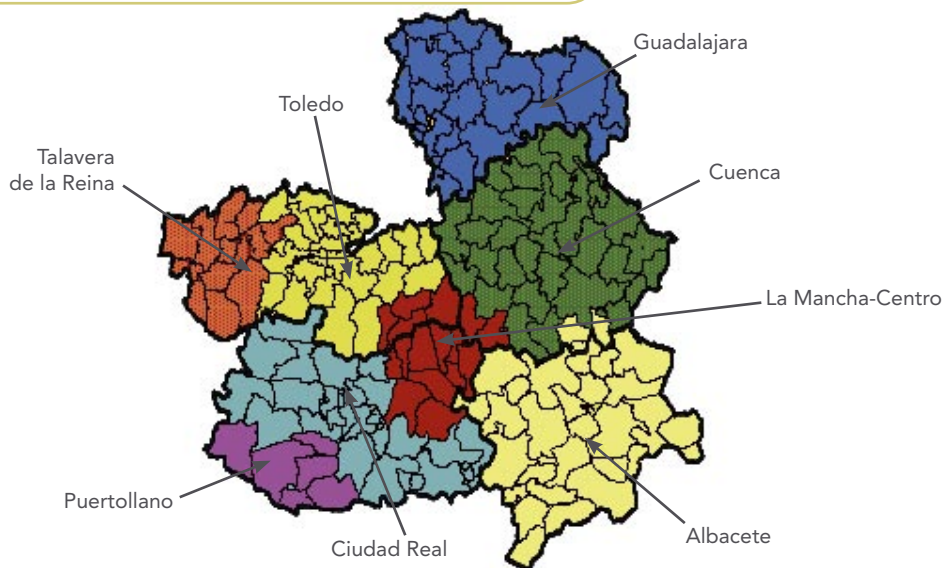 Guadalajara
Toledo
Talavera
de la Reina
Cuenca
La Mancha-Centro
Puertollano
Ciudad Real
Albacete